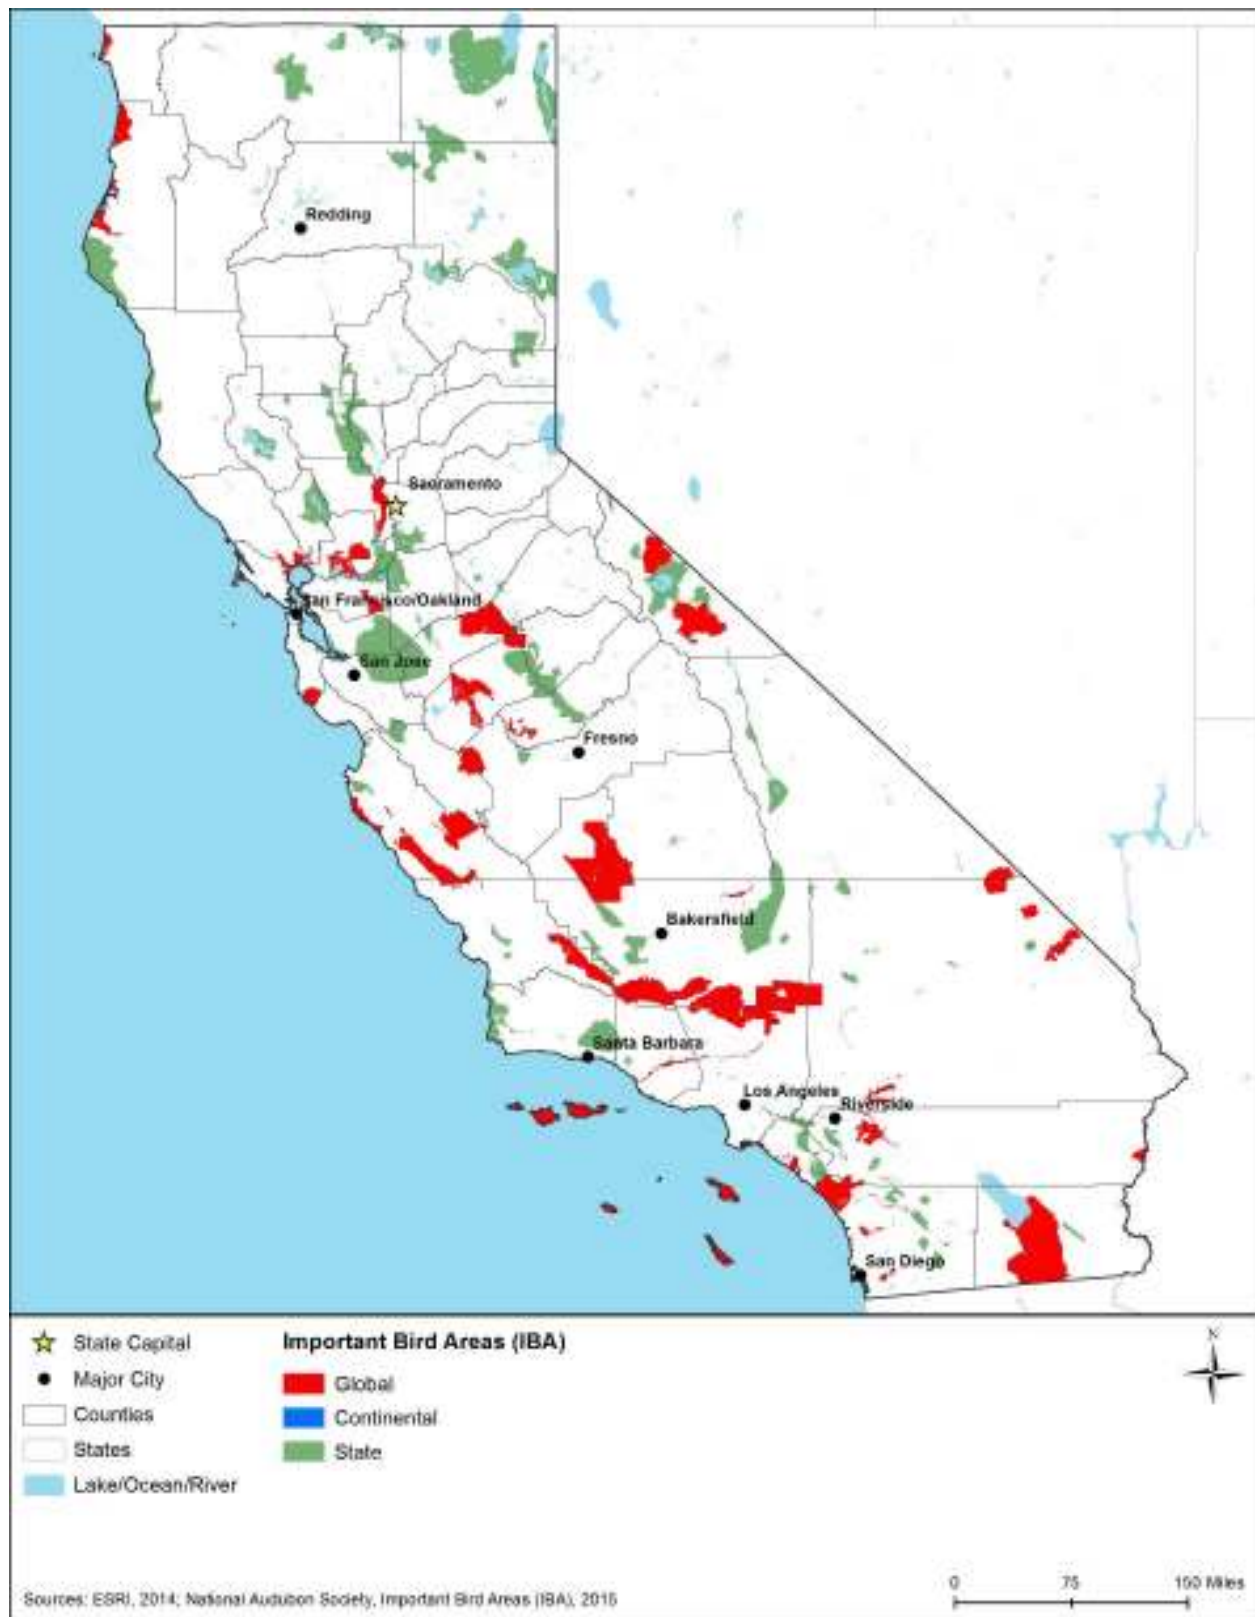 Redding
Sacramento
San Francisco/Oakland
San Jose
Fresno
Bakersfield
Santa Barbara
Los Angeles
Riverside
San Diego
State Capital
Major City
Counties
States
Lake/Ocean/River
Important Bird Areas (IBA)
Global
Continental
State
N
0 75 150 Miles
Sources: ESRI, 2014; National Audubon Society, Important Bird Areas (IBA), 2015